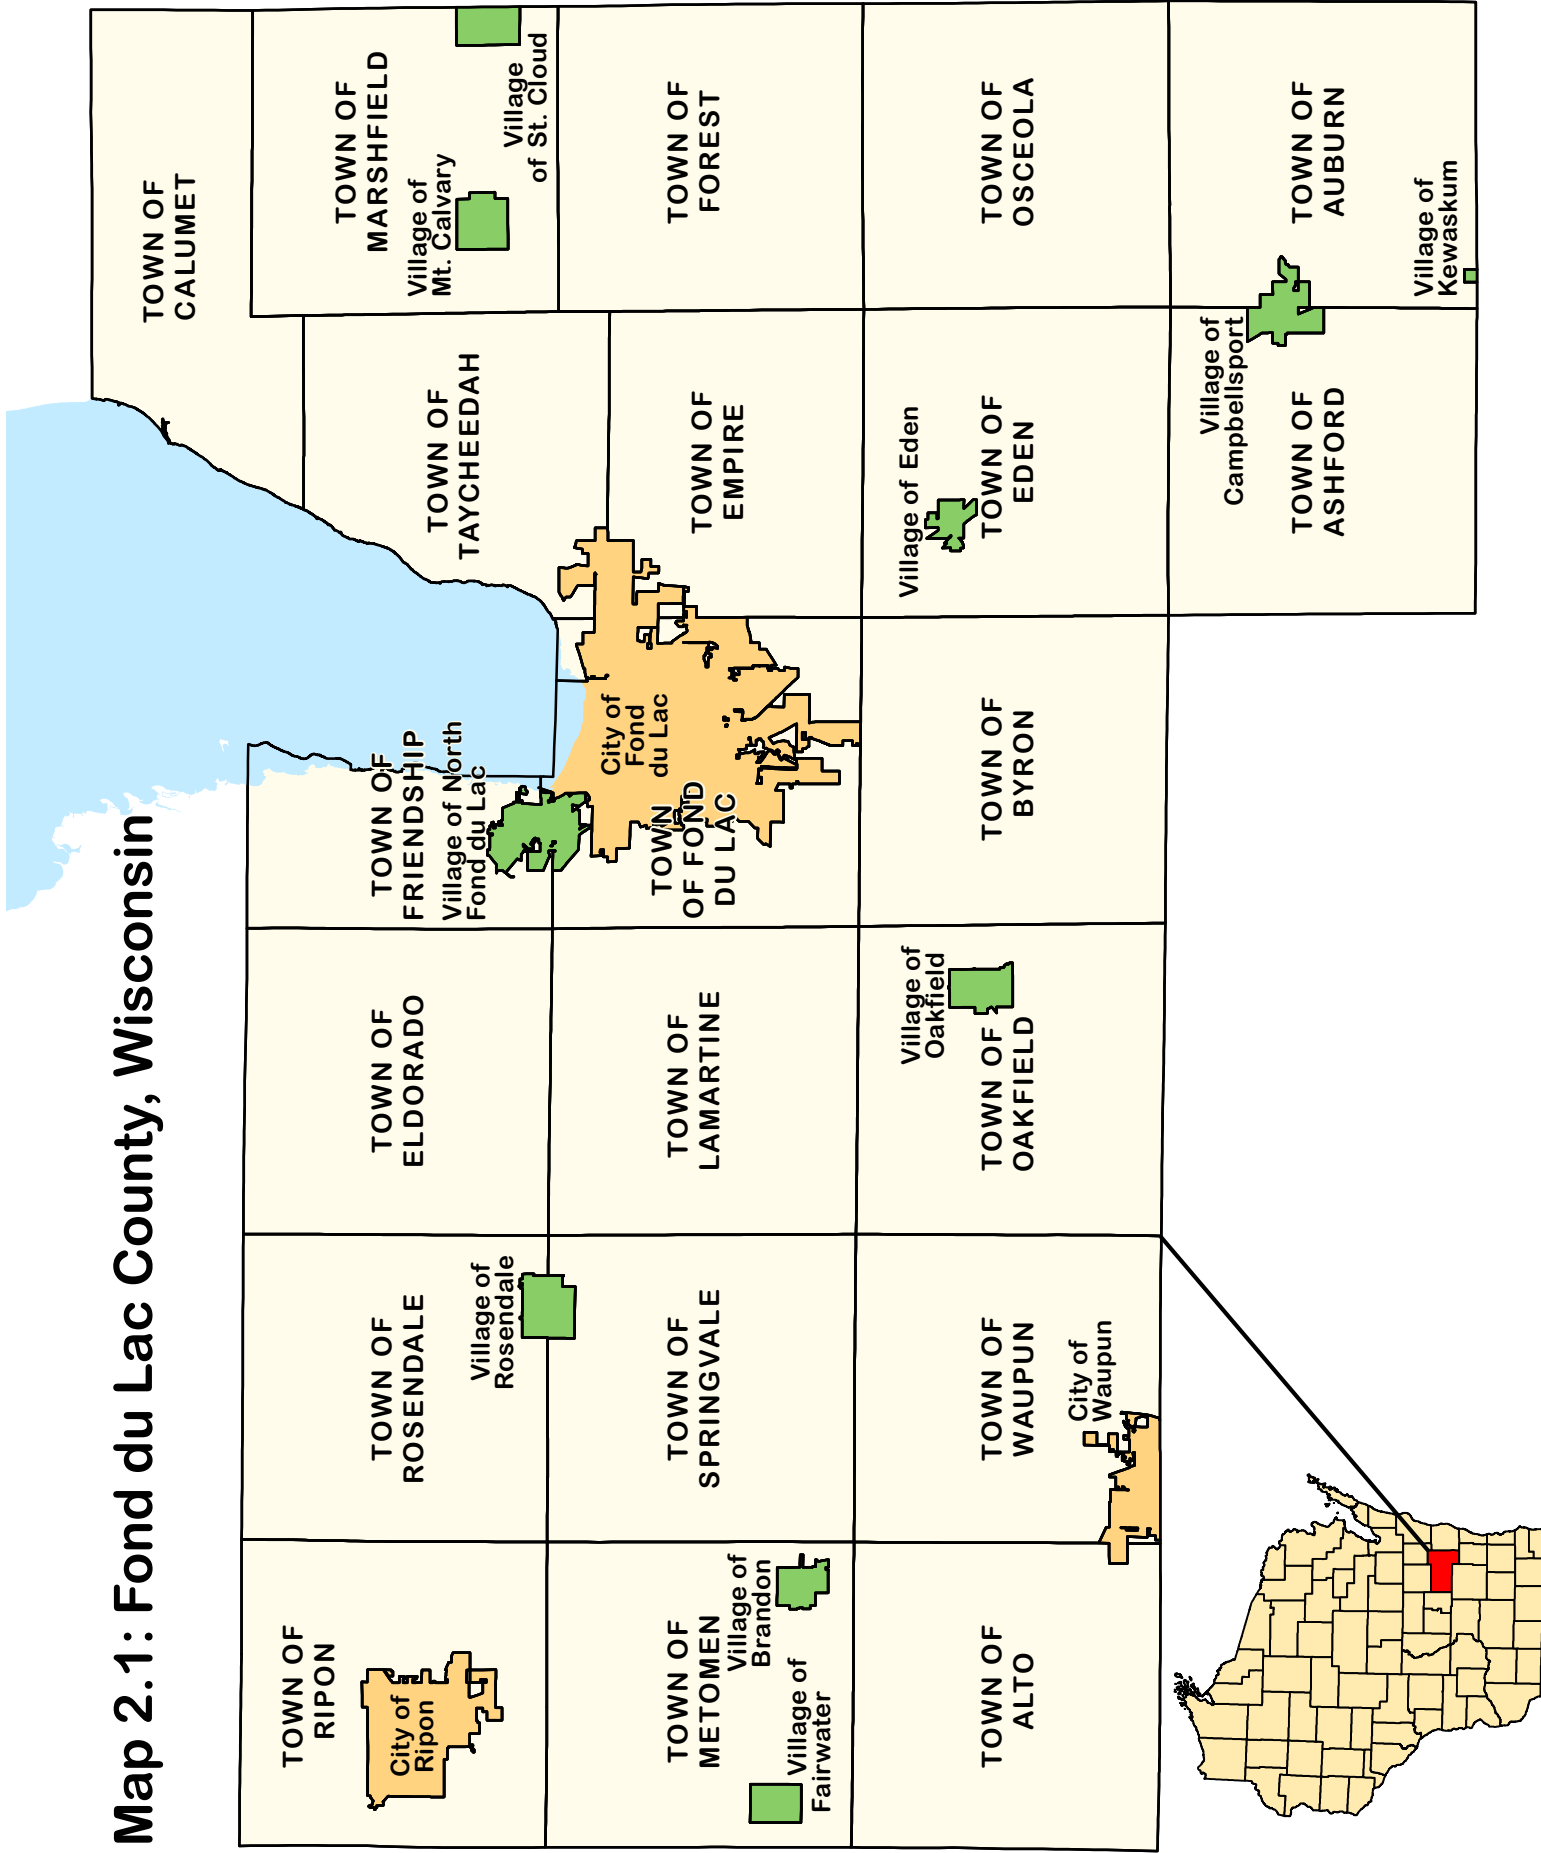 Map 2.1: Fond du Lac County, Wisconsin
TOWN OF
RIPON
City of
Ripon
TOWN OF
ROSENDALE
Village of
Rosendale
TOWN OF
ELDORADO
TOWN OF
FRIENDSHIP
Village of North
Fond du Lac
TOWN OF
CALUMET
TOWN OF
TAYCHEEDAH
TOWN OF
MARSHFIELD
Village of
Mt. Calvary
Village
of St. Cloud
TOWN OF
METOMEN
Village of
Brandon
Village of
Fairwater
TOWN OF
SPRINGVALE
TOWN OF
LAMARTINE
TOWN
OF FOND
DU LAC
City of
Fond
du Lac
TOWN OF
EMPIRE
TOWN OF
FOREST
TOWN OF
ALTO
TOWN OF
WAUPUN
City of
Waupun
Village of
Oakfield
TOWN OF
OAKFIELD
TOWN OF
BYRON
Village of Eden
TOWN OF
EDEN
TOWN OF
OSCEOLA
Village of
Campbellsport
TOWN OF
ASHFORD
TOWN OF
AUBURN
Village of
Kewaskum